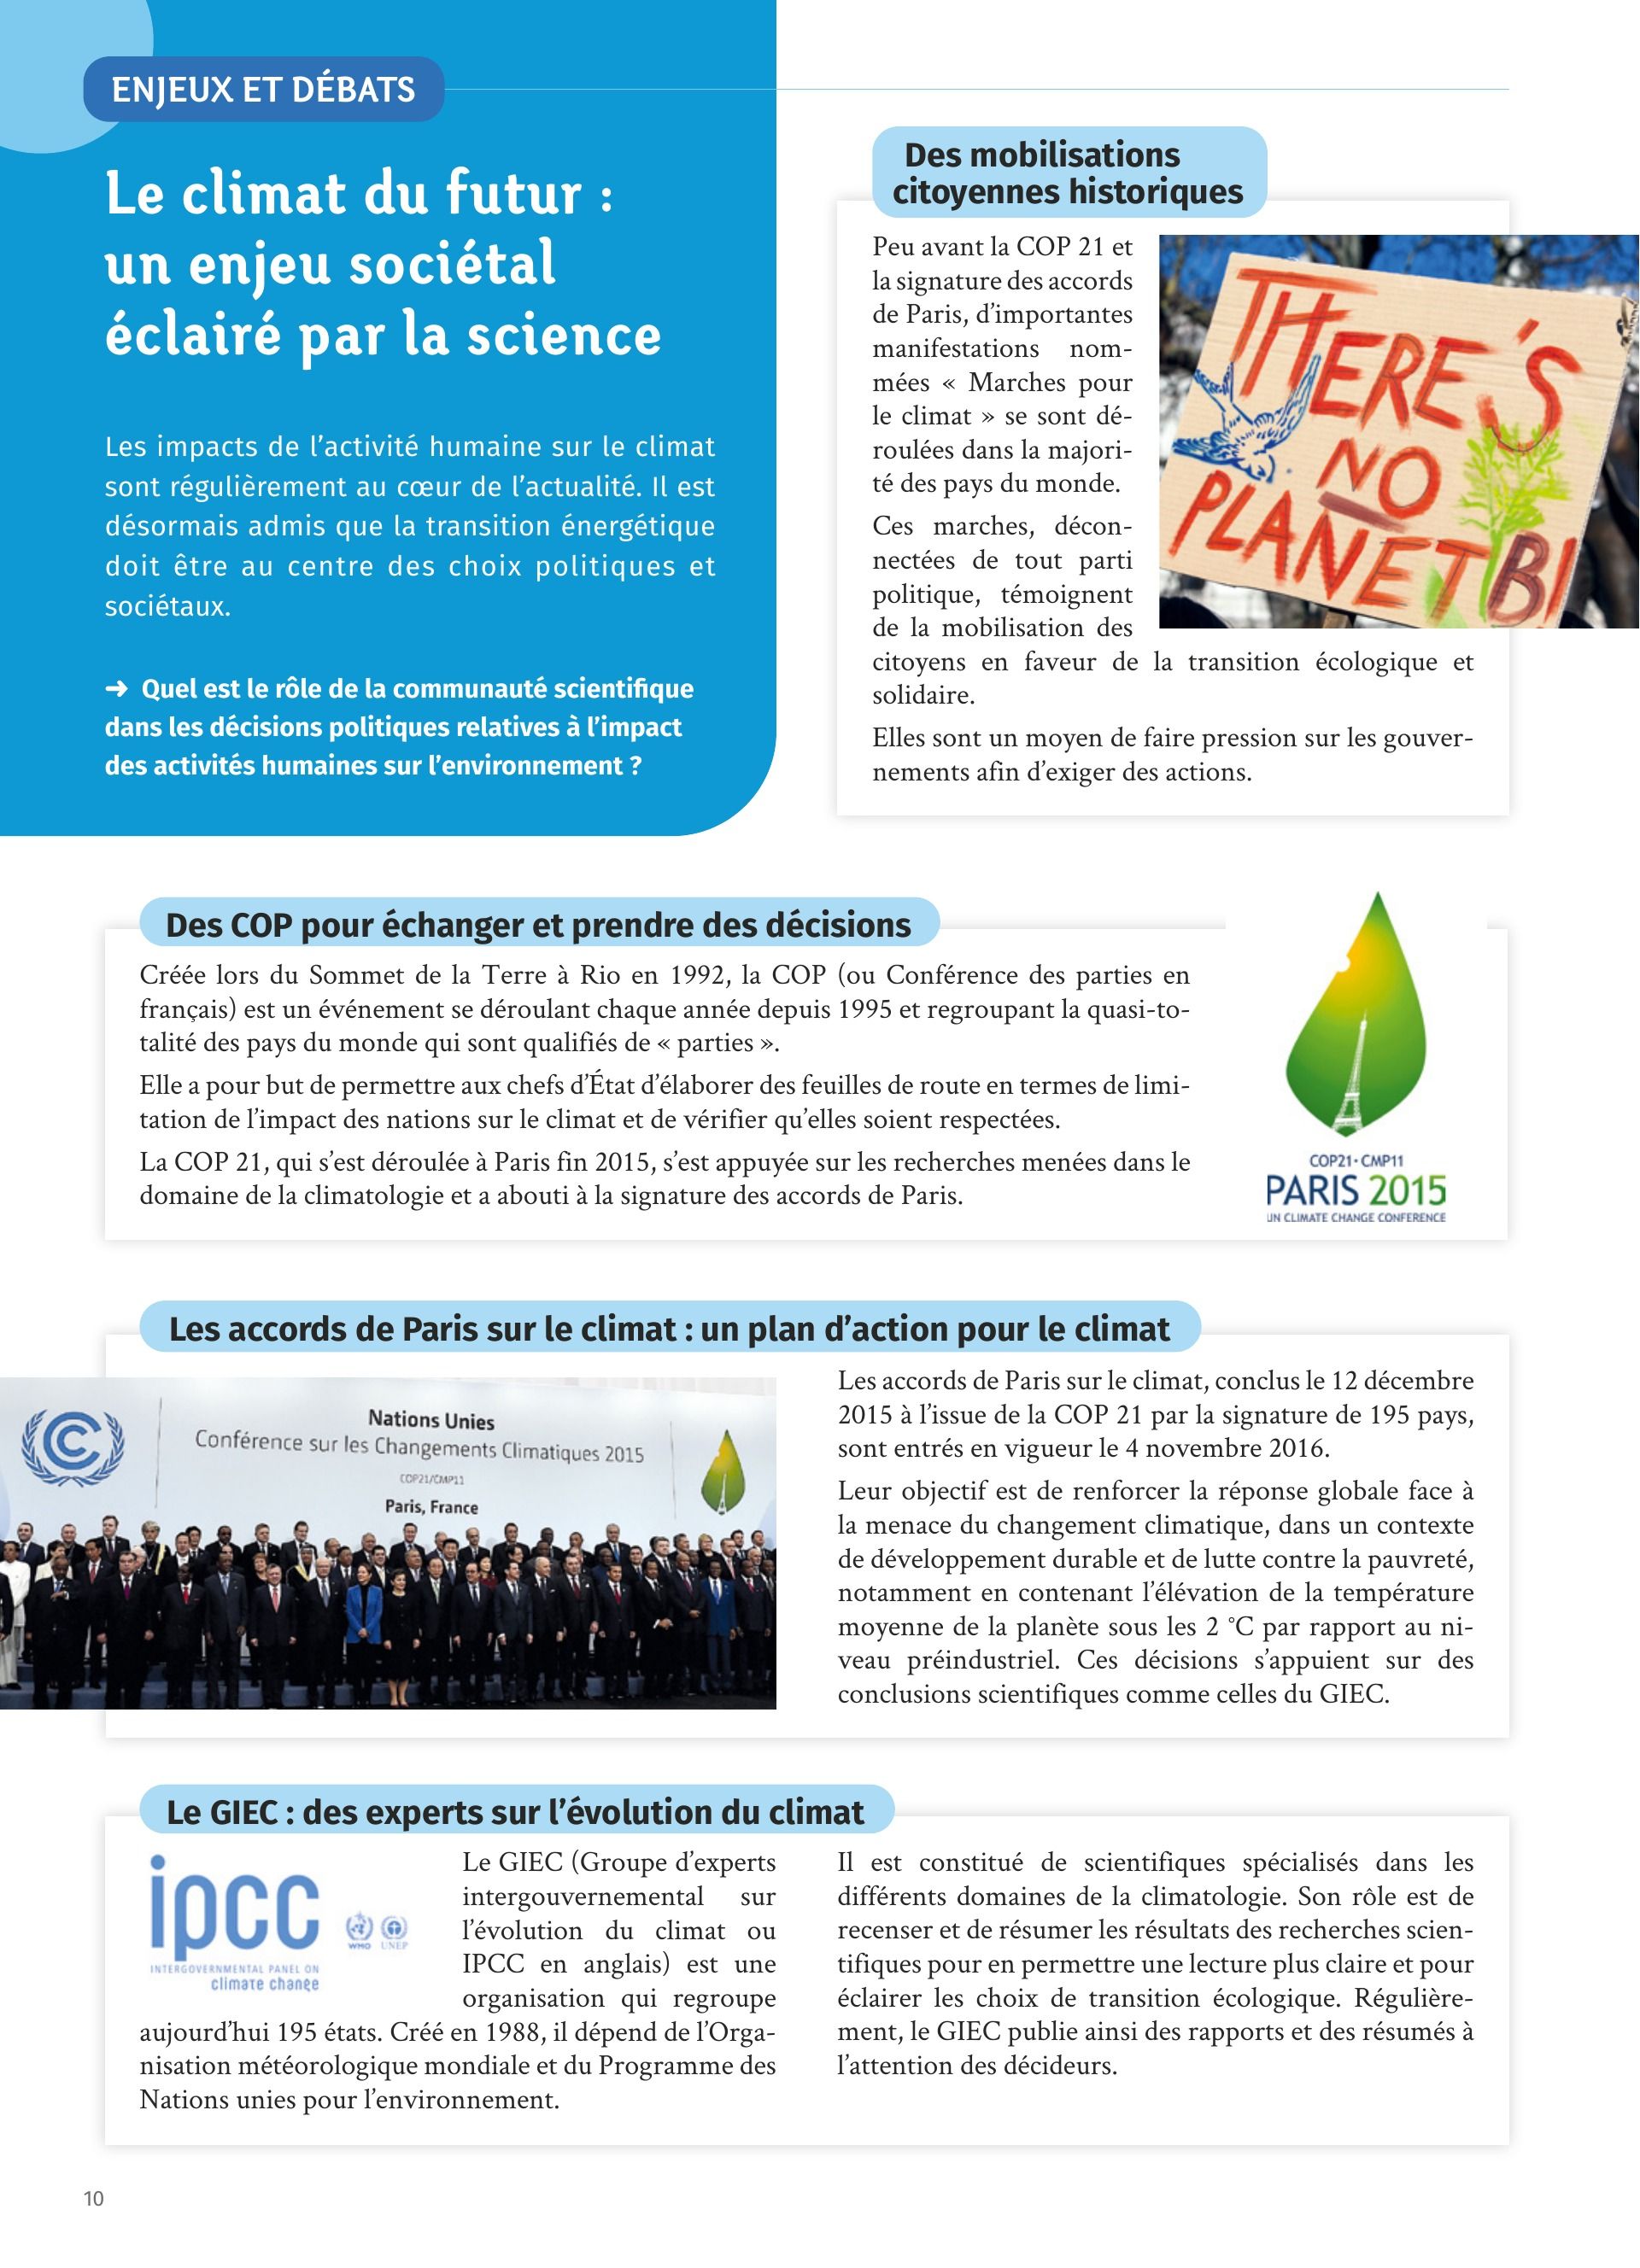 ENJEUX ET DÉBATS
Le climat du futur :
un enjeu sociétal
éclairé par la science
Les impacts de l’activité humaine sur le climat
sont régulièrement au cœur de l’actualité. Il est
désormais admis que la transition énergétique
doit être au centre des choix politiques et
sociétaux.
➜ Quel est le rôle de la communauté scientifique
dans les décisions politiques relatives à l’impact
des activités humaines sur l’environnement ?
Des mobilisations
citoyennes historiques
Peu avant la COP 21 et
la signature des accords
de Paris, d’importantes
manifestations nom-
mées « Marches pour
le climat » se sont dé-
roulées dans la majori-
té des pays du monde.
Ces marches, décon-
nectées de tout parti
politique, témoignent
de la mobilisation des
citoyens en faveur de la transition écologique et
solidaire.
Elles sont un moyen de faire pression sur les gouver-
nements afin d’exiger des actions.
THERE'S
NO
PLANET B!
Des COP pour échanger et prendre des décisions
Créée lors du Sommet de la Terre à Rio en 1992, la COP (ou Conférence des parties en
français) est un événement se déroulant chaque année depuis 1995 et regroupant la quasi-to-
talité des pays du monde qui sont qualifiés de « parties ».
Elle a pour but de permettre aux chefs d’État d’élaborer des feuilles de route en termes de limi-
tation de l’impact des nations sur le climat et de vérifier qu’elles soient respectées.
La COP 21, qui s’est déroulée à Paris fin 2015, s’est appuyée sur les recherches menées dans le
domaine de la climatologie et a abouti à la signature des accords de Paris.
COP21·CMP11
PARIS 2015
UN CLIMATE CHANGE CONFERENCE
Les accords de Paris sur le climat : un plan d’action pour le climat
Nations Unies
Conférence sur les Changements Climatiques 2015
COP21/CMP11
Paris, France
Les accords de Paris sur le climat, conclus le 12 décembre
2015 à l’issue de la COP 21 par la signature de 195 pays,
sont entrés en vigueur le 4 novembre 2016.
Leur objectif est de renforcer la réponse globale face à
la menace du changement climatique, dans un contexte
de développement durable et de lutte contre la pauvreté,
notamment en contenant l’élévation de la température
moyenne de la planète sous les 2 °C par rapport au ni-
veau préindustriel. Ces décisions s’appuient sur des
conclusions scientifiques comme celles du GIEC.
Le GIEC : des experts sur l’évolution du climat
ipcc
WMO UNEP
INTERGOVERNMENTAL PANEL ON
climate change
Le GIEC (Groupe d’experts
intergouvernemental sur
l’évolution du climat ou
IPCC en anglais) est une
organisation qui regroupe
aujourd’hui 195 états. Créé en 1988, il dépend de l’Orga-
nisation météorologique mondiale et du Programme des
Nations unies pour l’environnement.
Il est constitué de scientifiques spécialisés dans les
différents domaines de la climatologie. Son rôle est de
recenser et de résumer les résultats des recherches scien-
tifiques pour en permettre une lecture plus claire et pour
éclairer les choix de transition écologique. Régulière-
ment, le GIEC publie ainsi des rapports et des résumés à
l’attention des décideurs.
10